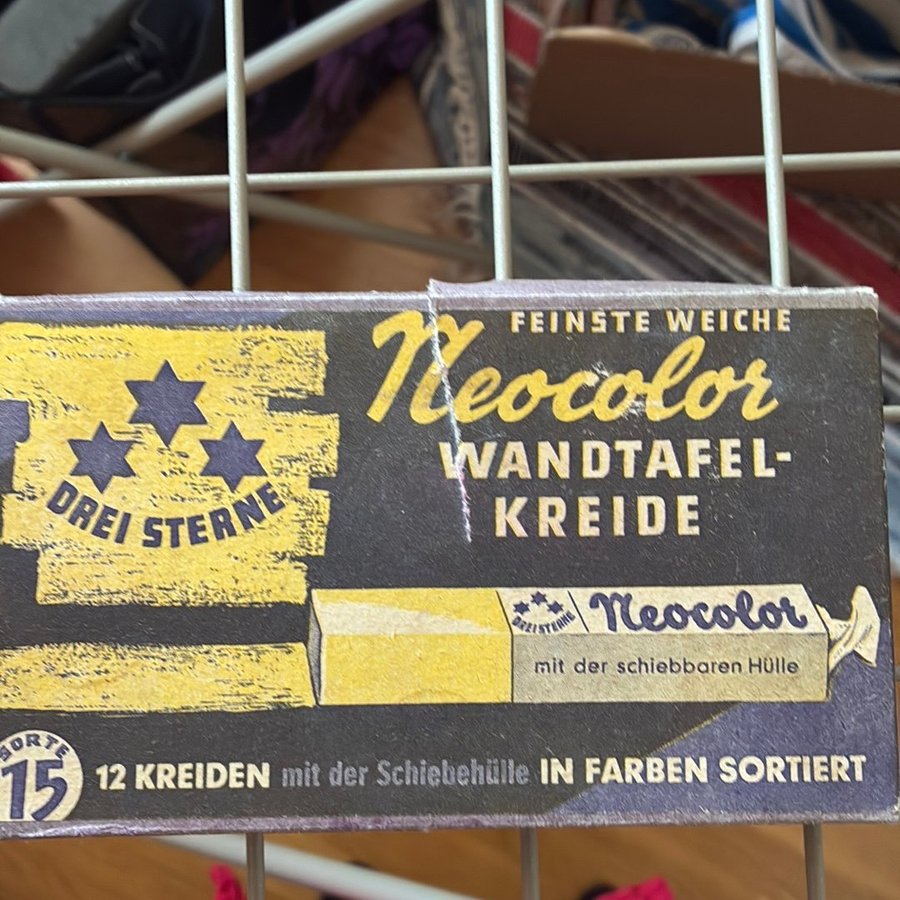 FEINSTE WEICHE
Neocolor
WANDTAFEL-
KREIDE
DREI STERNE
DREI STERNE
Neocolor
mit der schiebbaren Hülle
SORTE
15
12 KREIDEN mit der Schiebehülle IN FARBEN SORTIERT